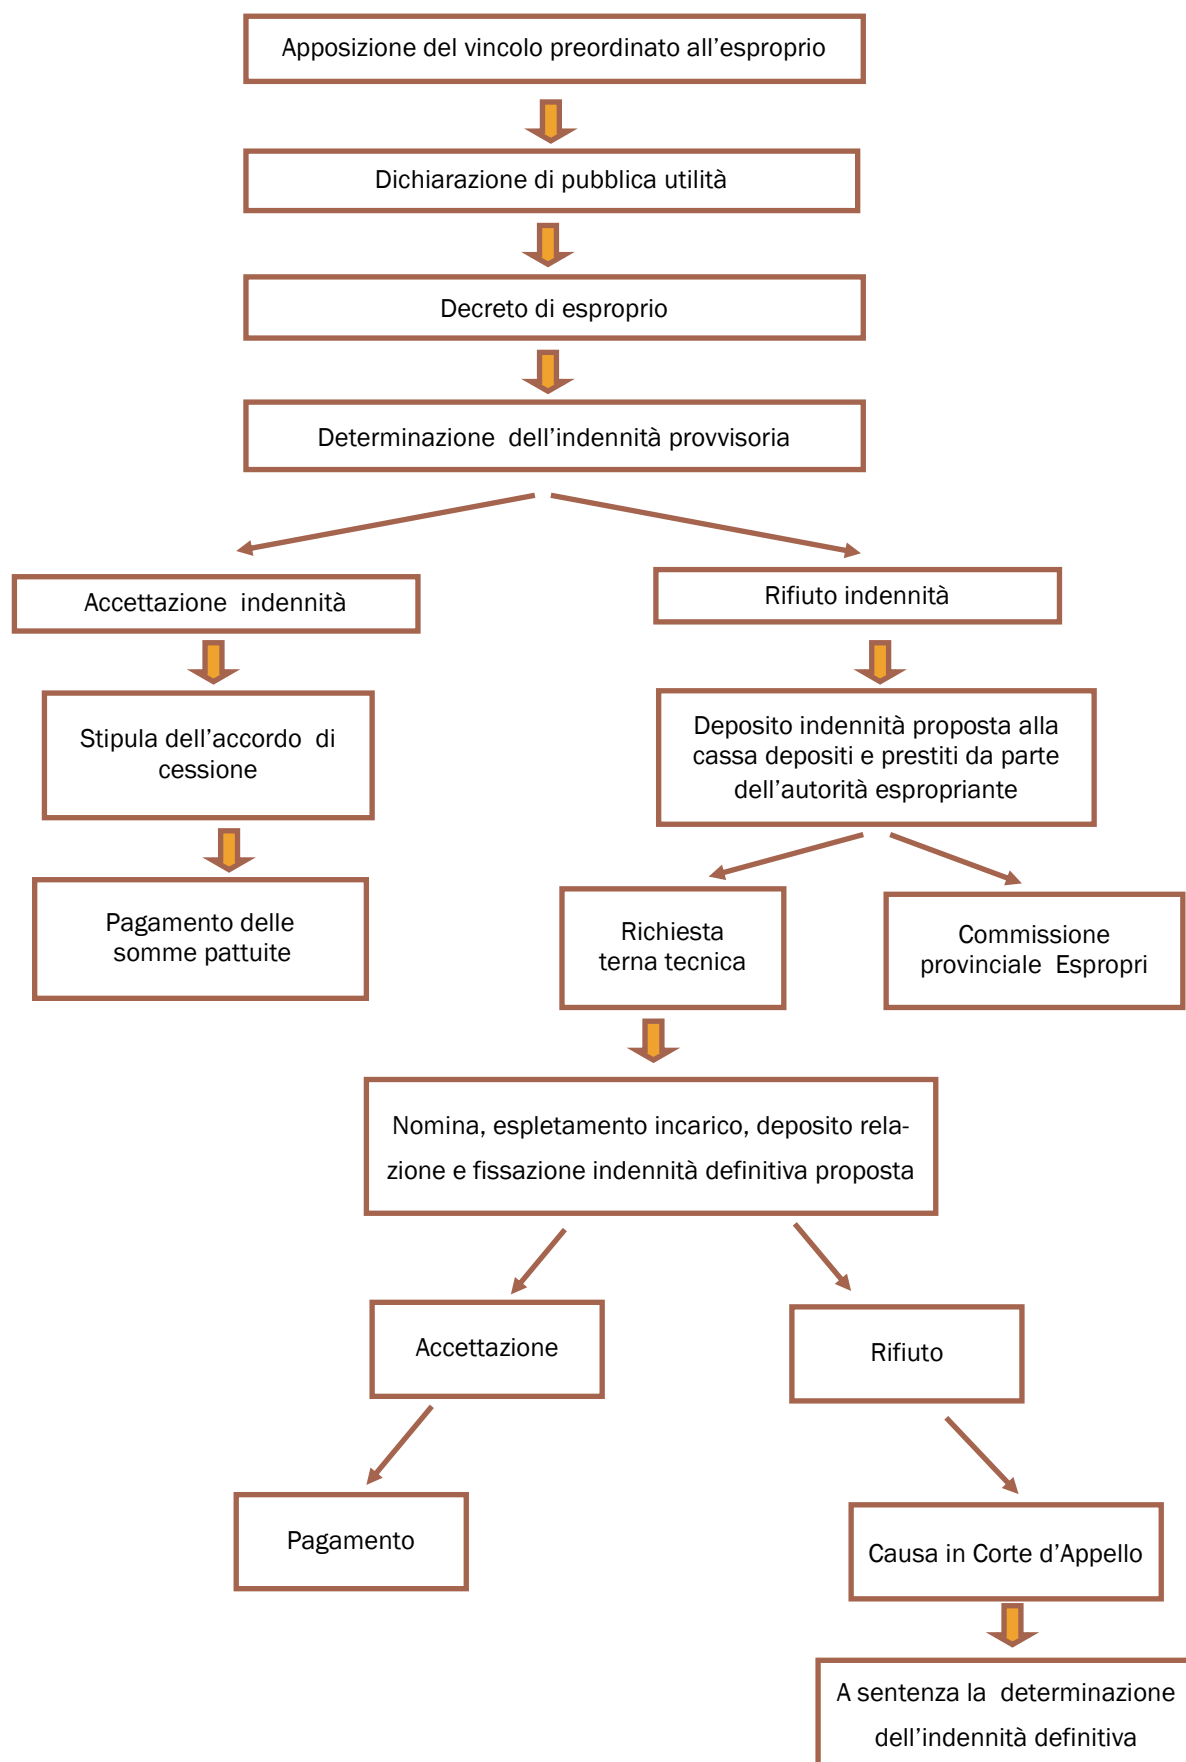 Apposizione del vincolo preordinato all’esproprio
Dichiarazione di pubblica utilità
Decreto di esproprio
Determinazione dell’indennità provvisoria
Accettazione indennità
Rifiuto indennità
Stipula dell’accordo di
cessione
Deposito indennità proposta alla
cassa depositi e prestiti da parte
dell’autorità espropriante
Pagamento delle
somme pattuite
Richiesta
terna tecnica
Commissione
provinciale Espropri
Nomina, espletamento incarico, deposito rela-
zione e fissazione indennità definitiva proposta
Accettazione
Rifiuto
Pagamento
Causa in Corte d’Appello
A sentenza la determinazione
dell’indennità definitiva